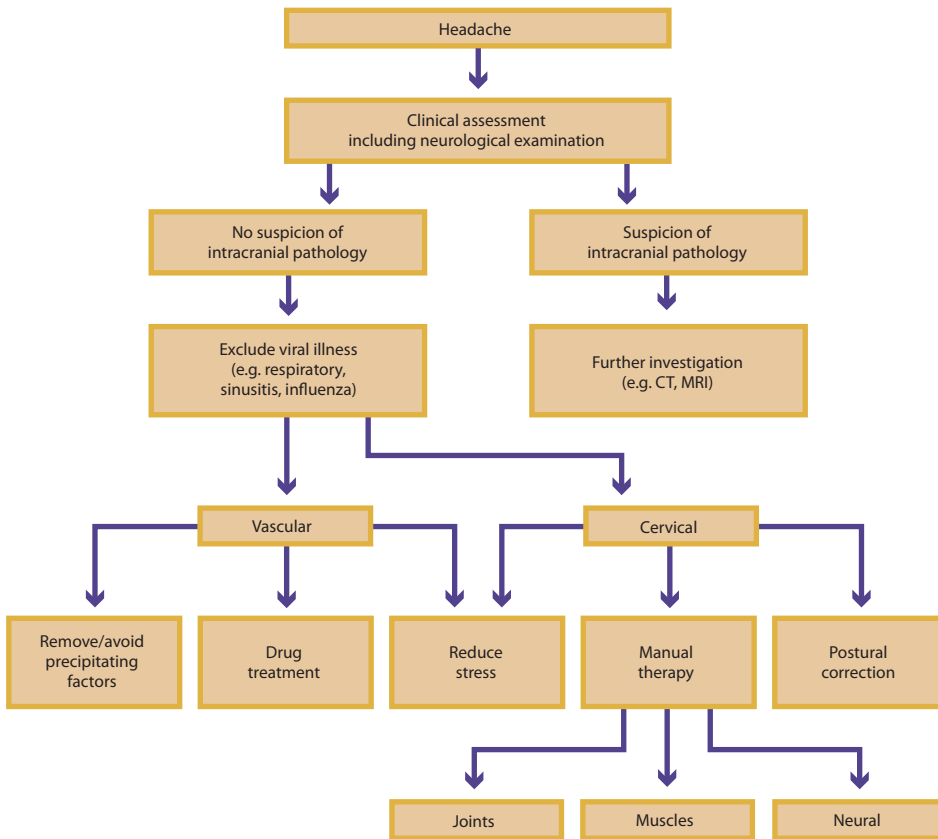 Headache
Clinical assessment
including neurological examination
No suspicion of
intracranial pathology
Suspicion of
intracranial pathology
Exclude viral illness
(e.g. respiratory,
sinusitis, influenza)
Further investigation
(e.g. CT, MRI)
Vascular
Cervical
Remove/avoid
precipitating
factors
Drug
treatment
Reduce
stress
Manual
therapy
Postural
correction
Joints
Muscles
Neural